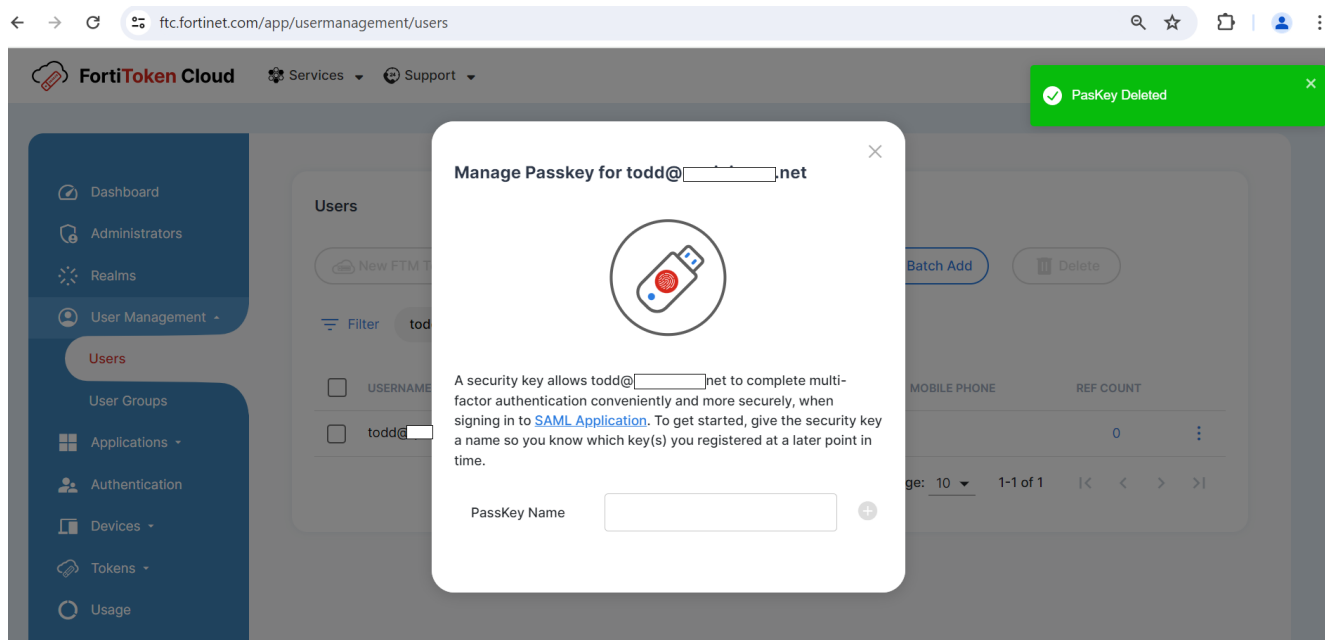 ftc.fortinet.com/app/usermanagement/users
FortiToken Cloud
Services
Support
PasKey Deleted
Dashboard
Administrators
Realms
User Management
Users
User Groups
Applications
Authentication
Devices
Tokens
Usage
Users
New FTM T
Batch Add
Delete
Filter
tod
USERNAME
MOBILE PHONE
REF COUNT
todd@
0
ge: 10
1-1 of 1
Manage Passkey for todd@ .net
A security key allows todd@ net to complete multi-
factor authentication conveniently and more securely, when
signing in to SAML Application. To get started, give the security key
a name so you know which key(s) you registered at a later point in
time.
PassKey Name